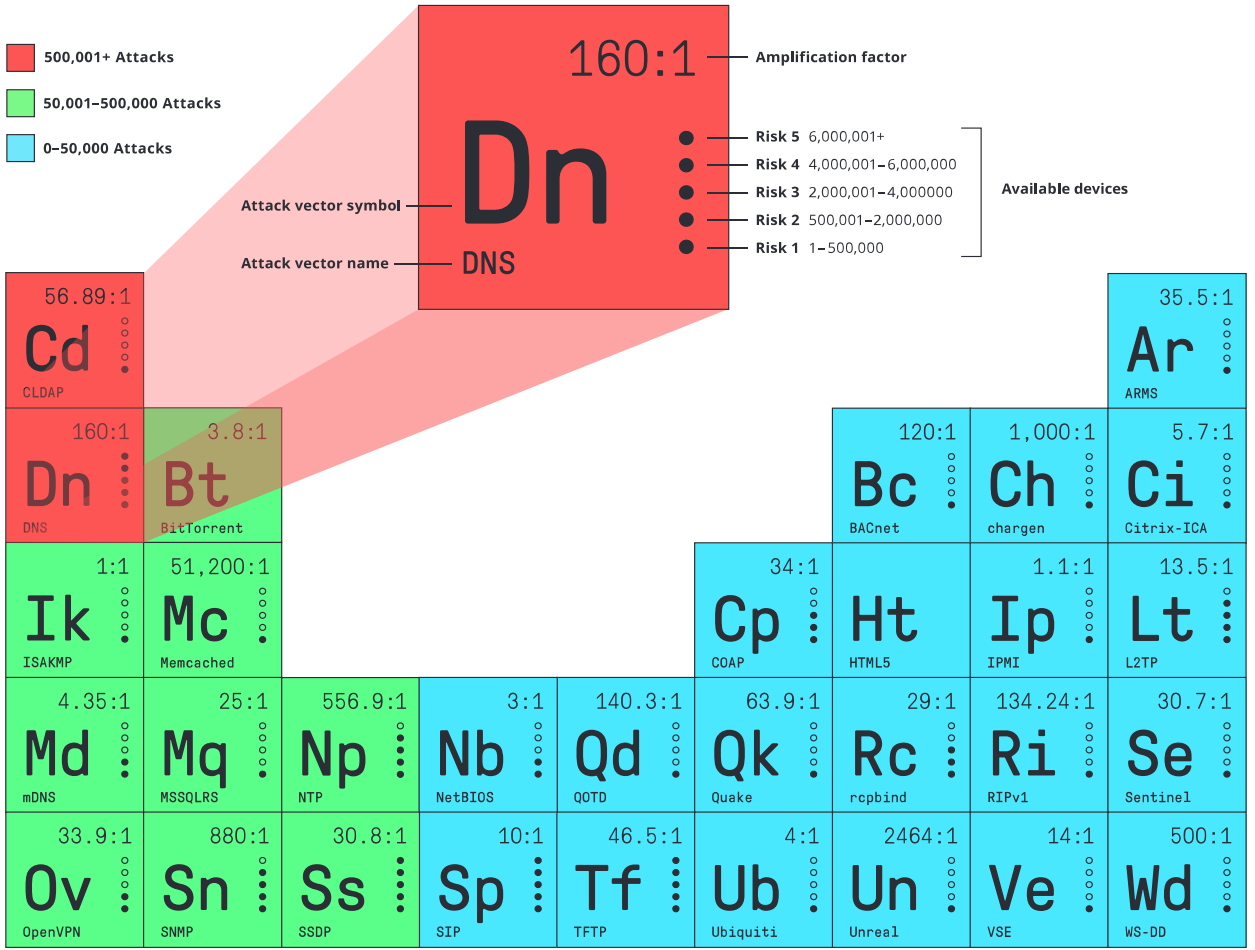 500,001+ Attacks
50,001–500,000 Attacks
0–50,000 Attacks
160:1
Amplification factor
Dn
DNS
Attack vector symbol
Attack vector name
Risk 5 6,000,001+
Risk 4 4,000,001–6,000,000
Risk 3 2,000,001–4,000000
Risk 2 500,001–2,000,000
Risk 1 1–500,000
Available devices
56.89:1
Cd
CLDAP
35.5:1
Ar
ARMS
160:1
Dn
DNS
3.8:1
Bt
BitTorrent
120:1
Bc
BACnet
1,000:1
Ch
chargen
5.7:1
Ci
Citrix-ICA
1:1
Ik
ISAKMP
51,200:1
Mc
Memcached
34:1
Cp
COAP
Ht
HTML5
1.1:1
Ip
IPMI
13.5:1
Lt
L2TP
4.35:1
Md
mDNS
25:1
Mq
MSSQLRS
556.9:1
Np
NTP
3:1
Nb
NetBIOS
140.3:1
Qd
QOTD
63.9:1
Qk
Quake
29:1
Rc
rcpbind
134.24:1
Ri
RIPv1
30.7:1
Se
Sentinel
33.9:1
Ov
OpenVPN
880:1
Sn
SNMP
30.8:1
Ss
SSDP
10:1
Sp
SIP
46.5:1
Tf
TFTP
4:1
Ub
Ubiquiti
2464:1
Un
Unreal
14:1
Ve
VSE
500:1
Wd
WS-DD